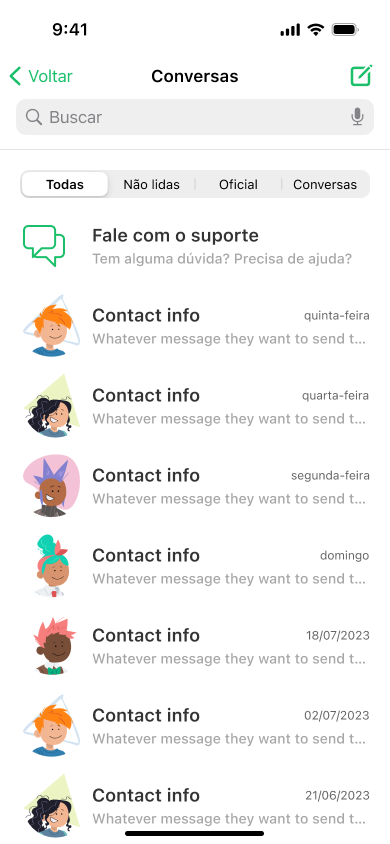 9:41
Voltar
Conversas
Buscar
Todas
Não lidas
Oficial
Conversas
Fale com o suporte
Tem alguma dúvida? Precisa de ajuda?
Contact info
quinta-feira
Whatever message they want to send t...
Contact info
quarta-feira
Whatever message they want to send t...
Contact info
segunda-feira
Whatever message they want to send t...
Contact info
domingo
Whatever message they want to send t...
Contact info
18/07/2023
Whatever message they want to send t...
Contact info
02/07/2023
Whatever message they want to send t...
Contact info
21/06/2023
Whatever message they want to send t...